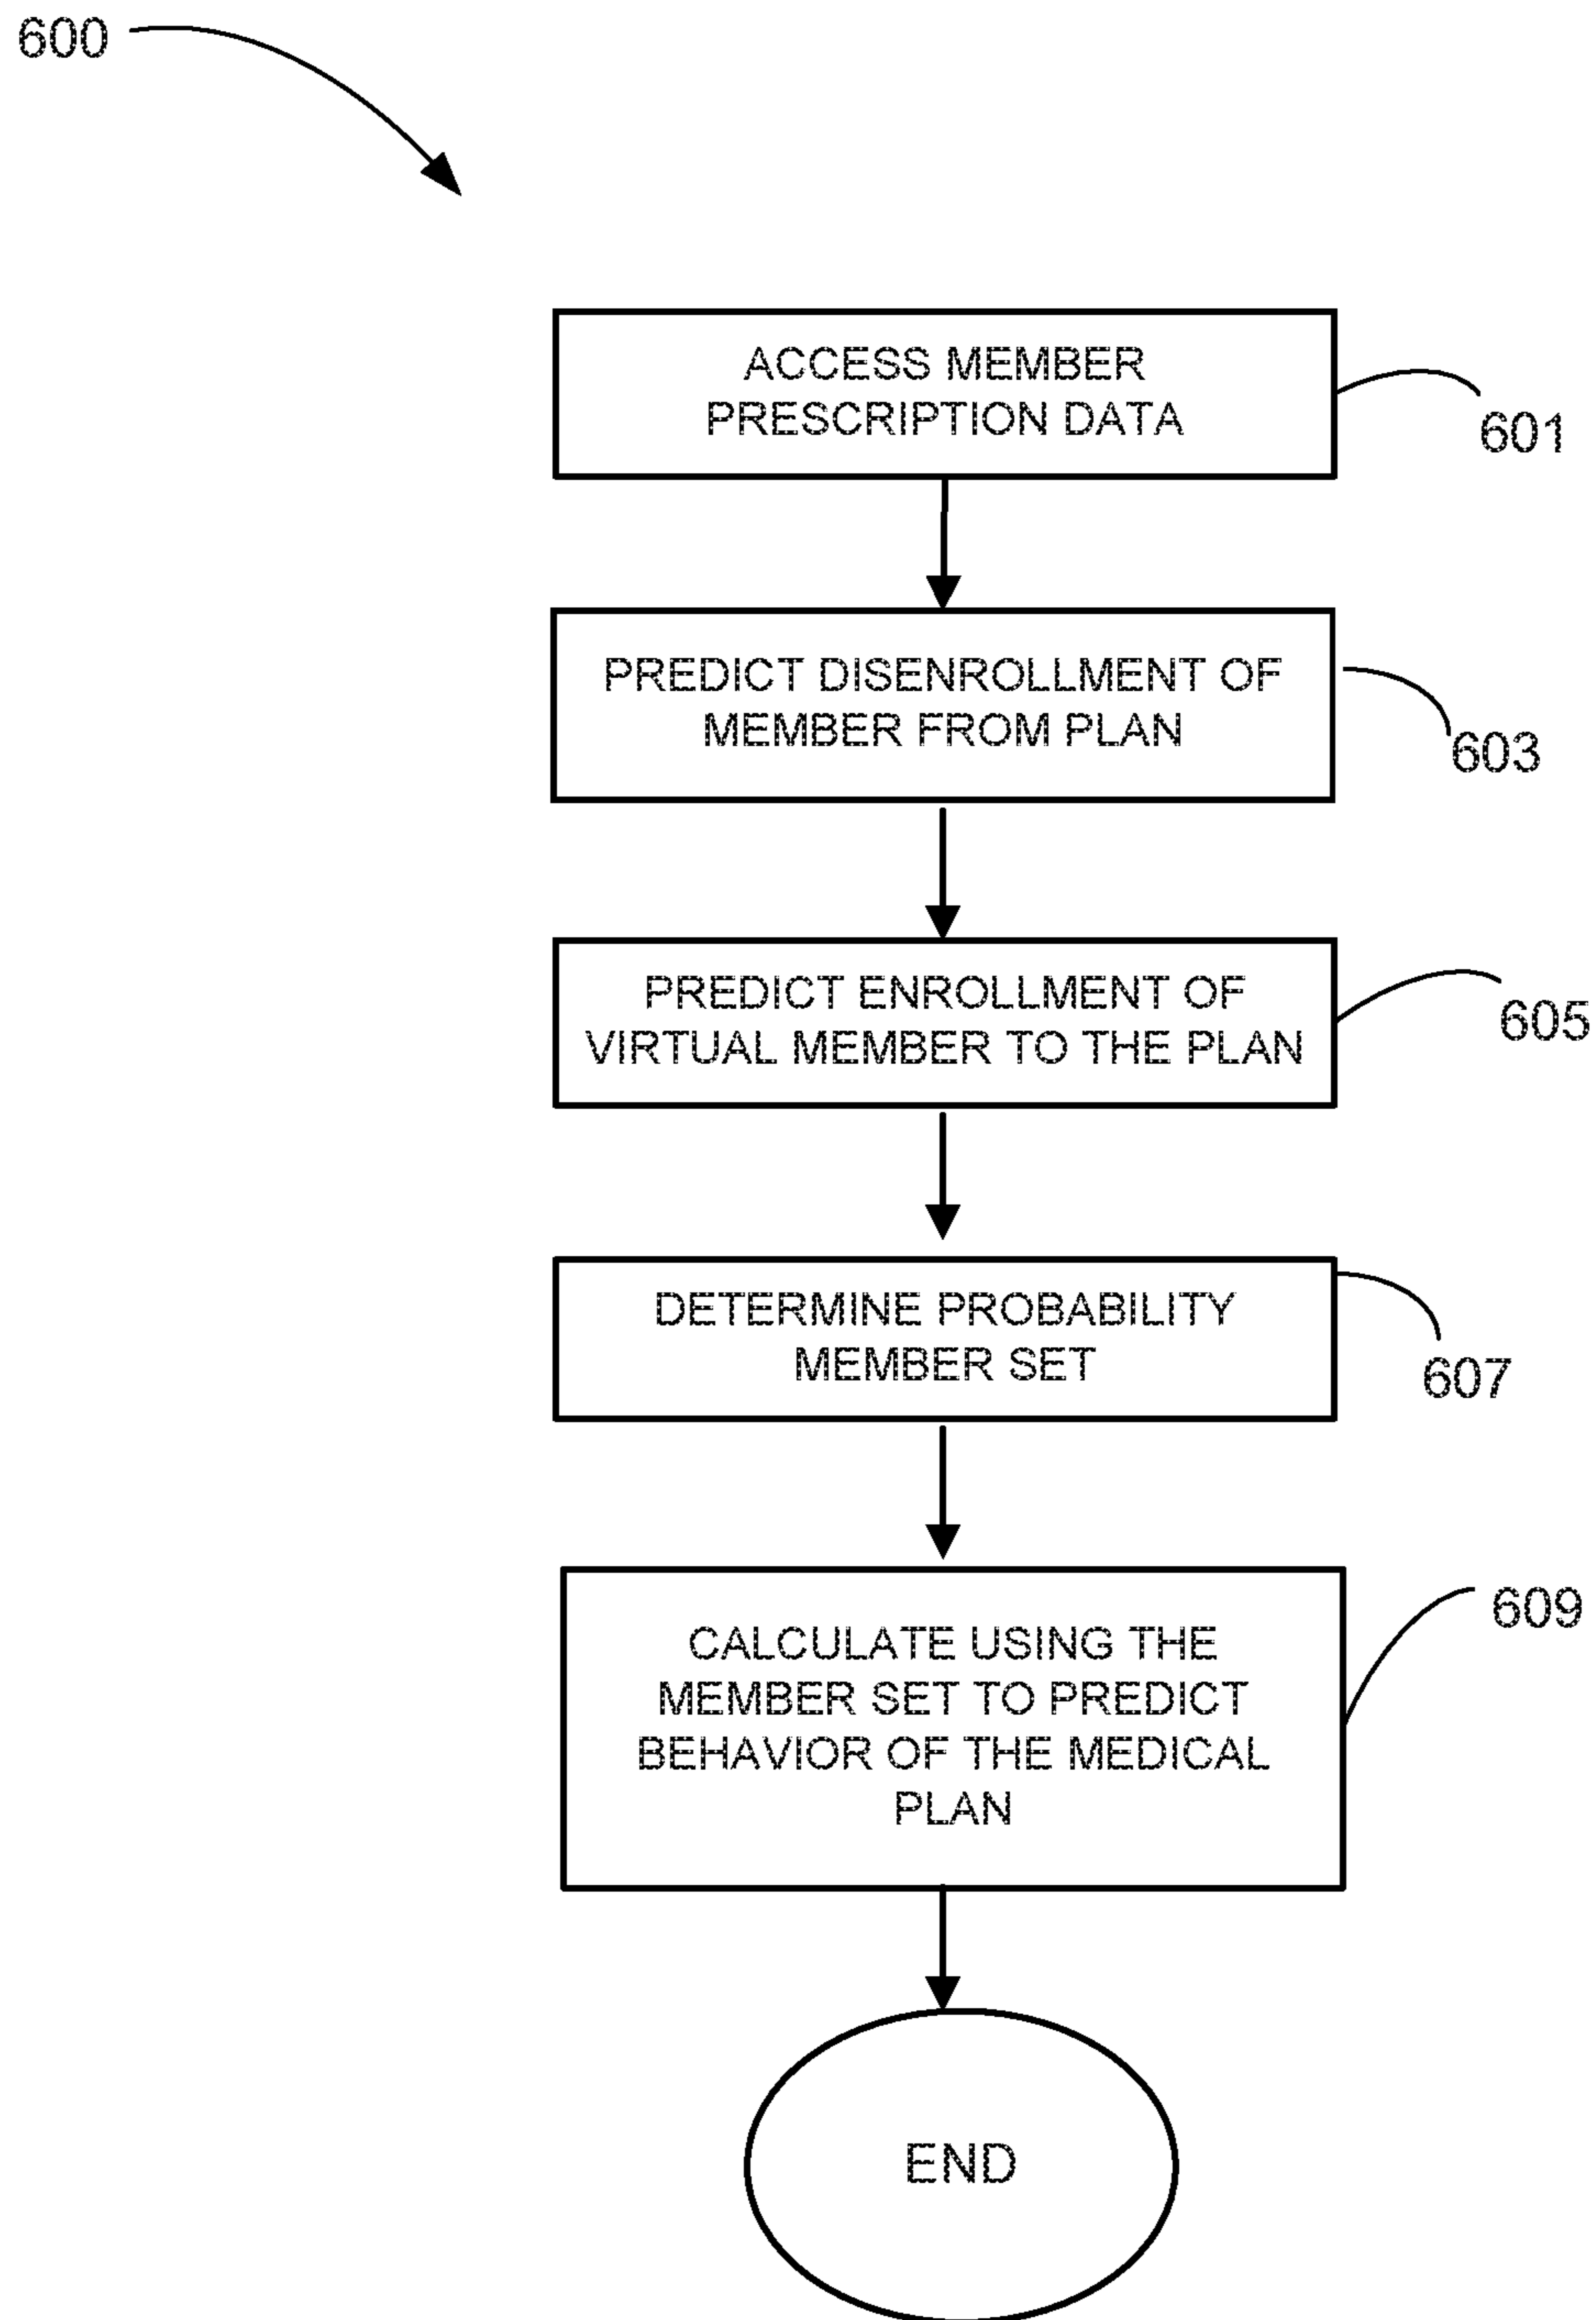 600
ACCESS MEMBER
PRESCRIPTION DATA
601
PREDICT DISENROLLMENT OF
MEMBER FROM PLAN
603
PREDICT ENROLLMENT OF
VIRTUAL MEMBER TO THE PLAN
605
DETERMINE PROBABILITY
MEMBER SET
607
CALCULATE USING THE
MEMBER SET TO PREDICT
BEHAVIOR OF THE MEDICAL
PLAN
609
END